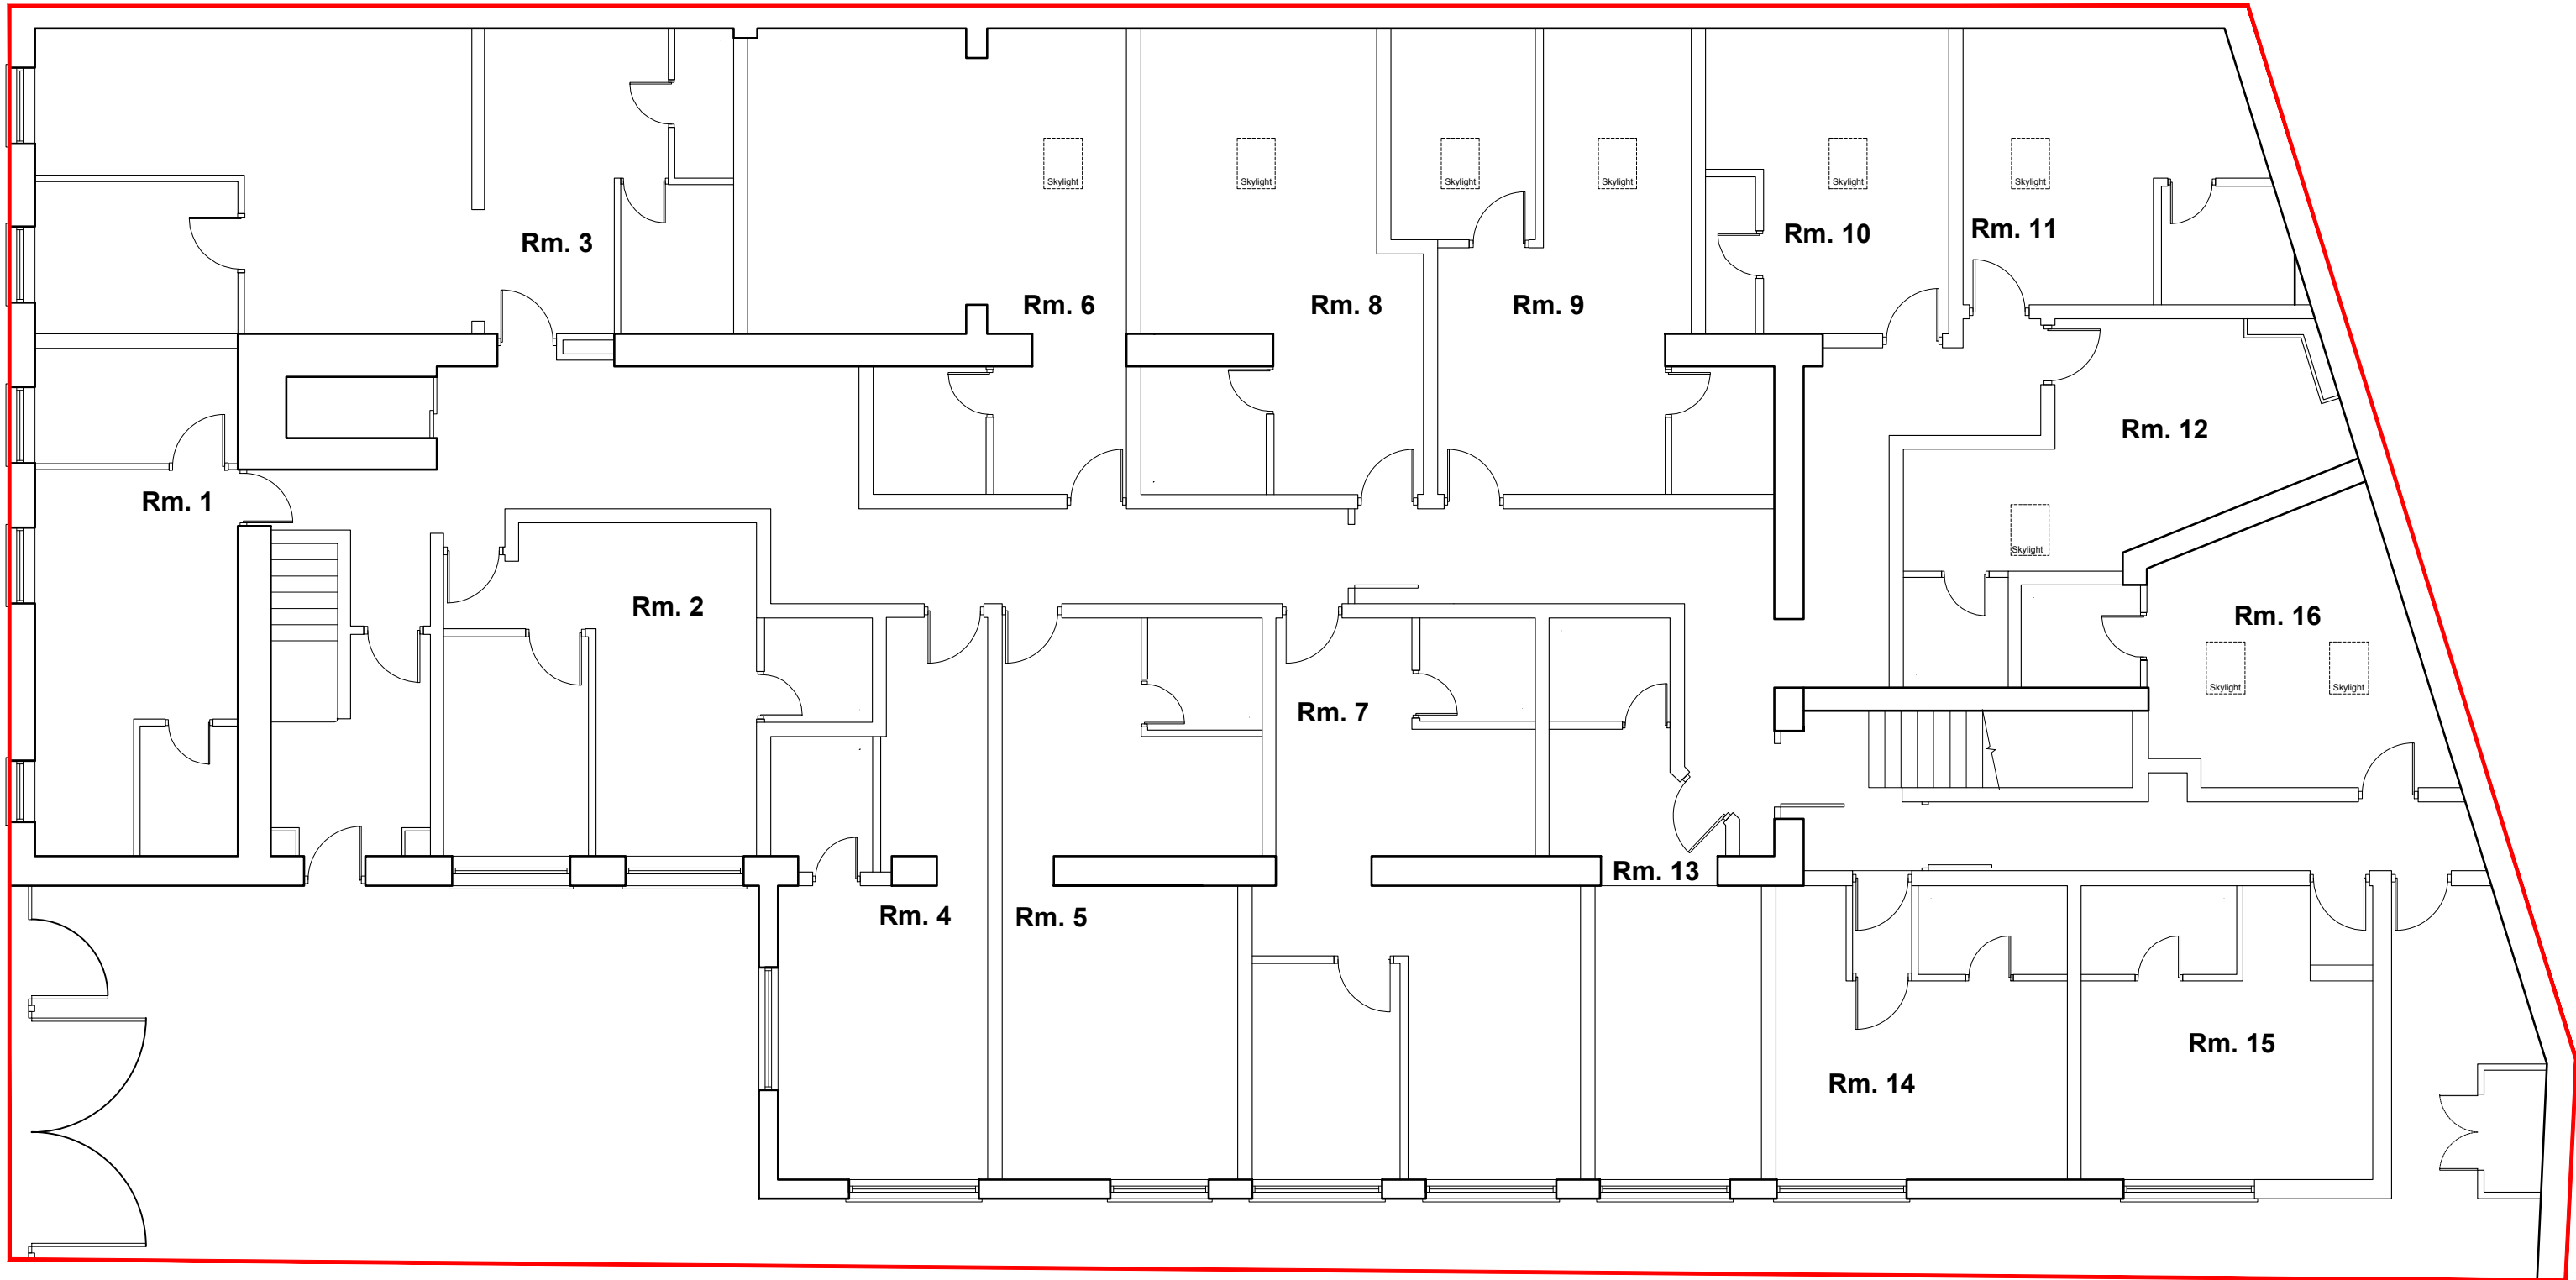 Skylight
Skylight
Skylight
Skylight
Skylight
Skylight
Rm. 3
Rm. 10
Rm. 11
Rm. 6
Rm. 8
Rm. 9
Rm. 12
Rm. 1
Skylight
Rm. 2
Rm. 16
Skylight
Skylight
Rm. 7
Rm. 13
Rm. 4
Rm. 5
Rm. 15
Rm. 14